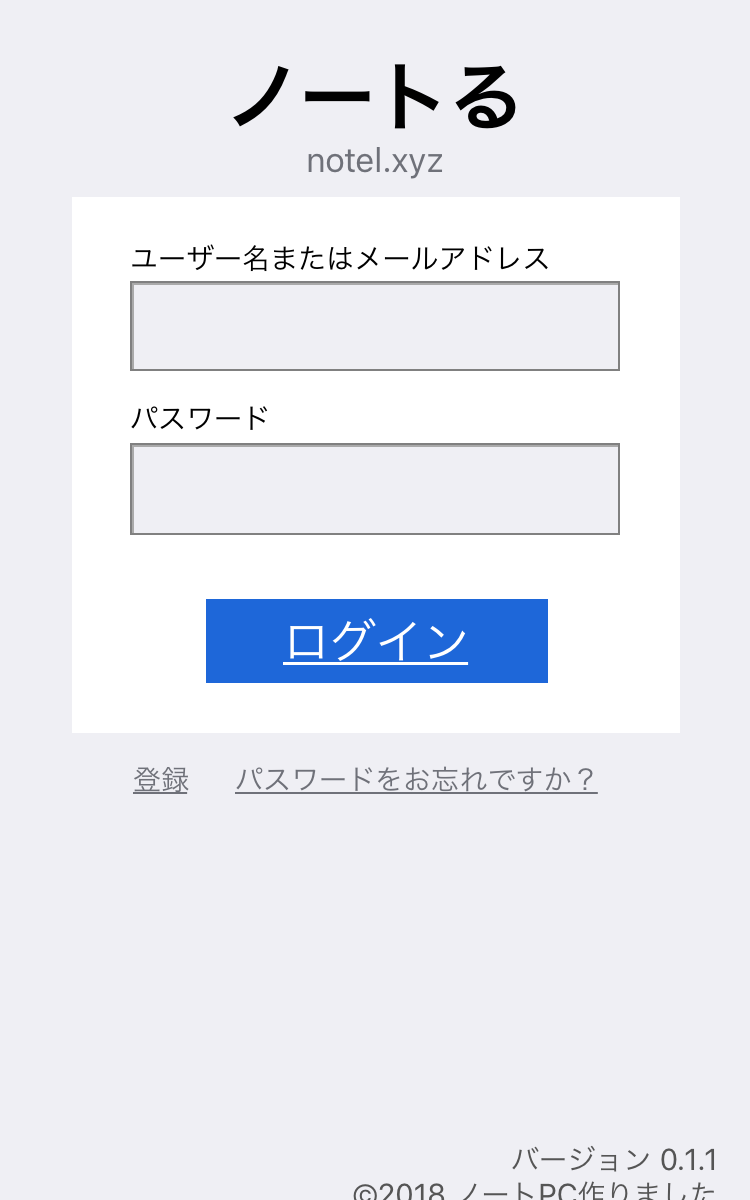 ノートる
notel.xyz
ユーザー名またはメールアドレス
パスワード
ログイン
登録 パスワードをお忘れですか？
バージョン 0.1.1
©2018 ノートPC作りました